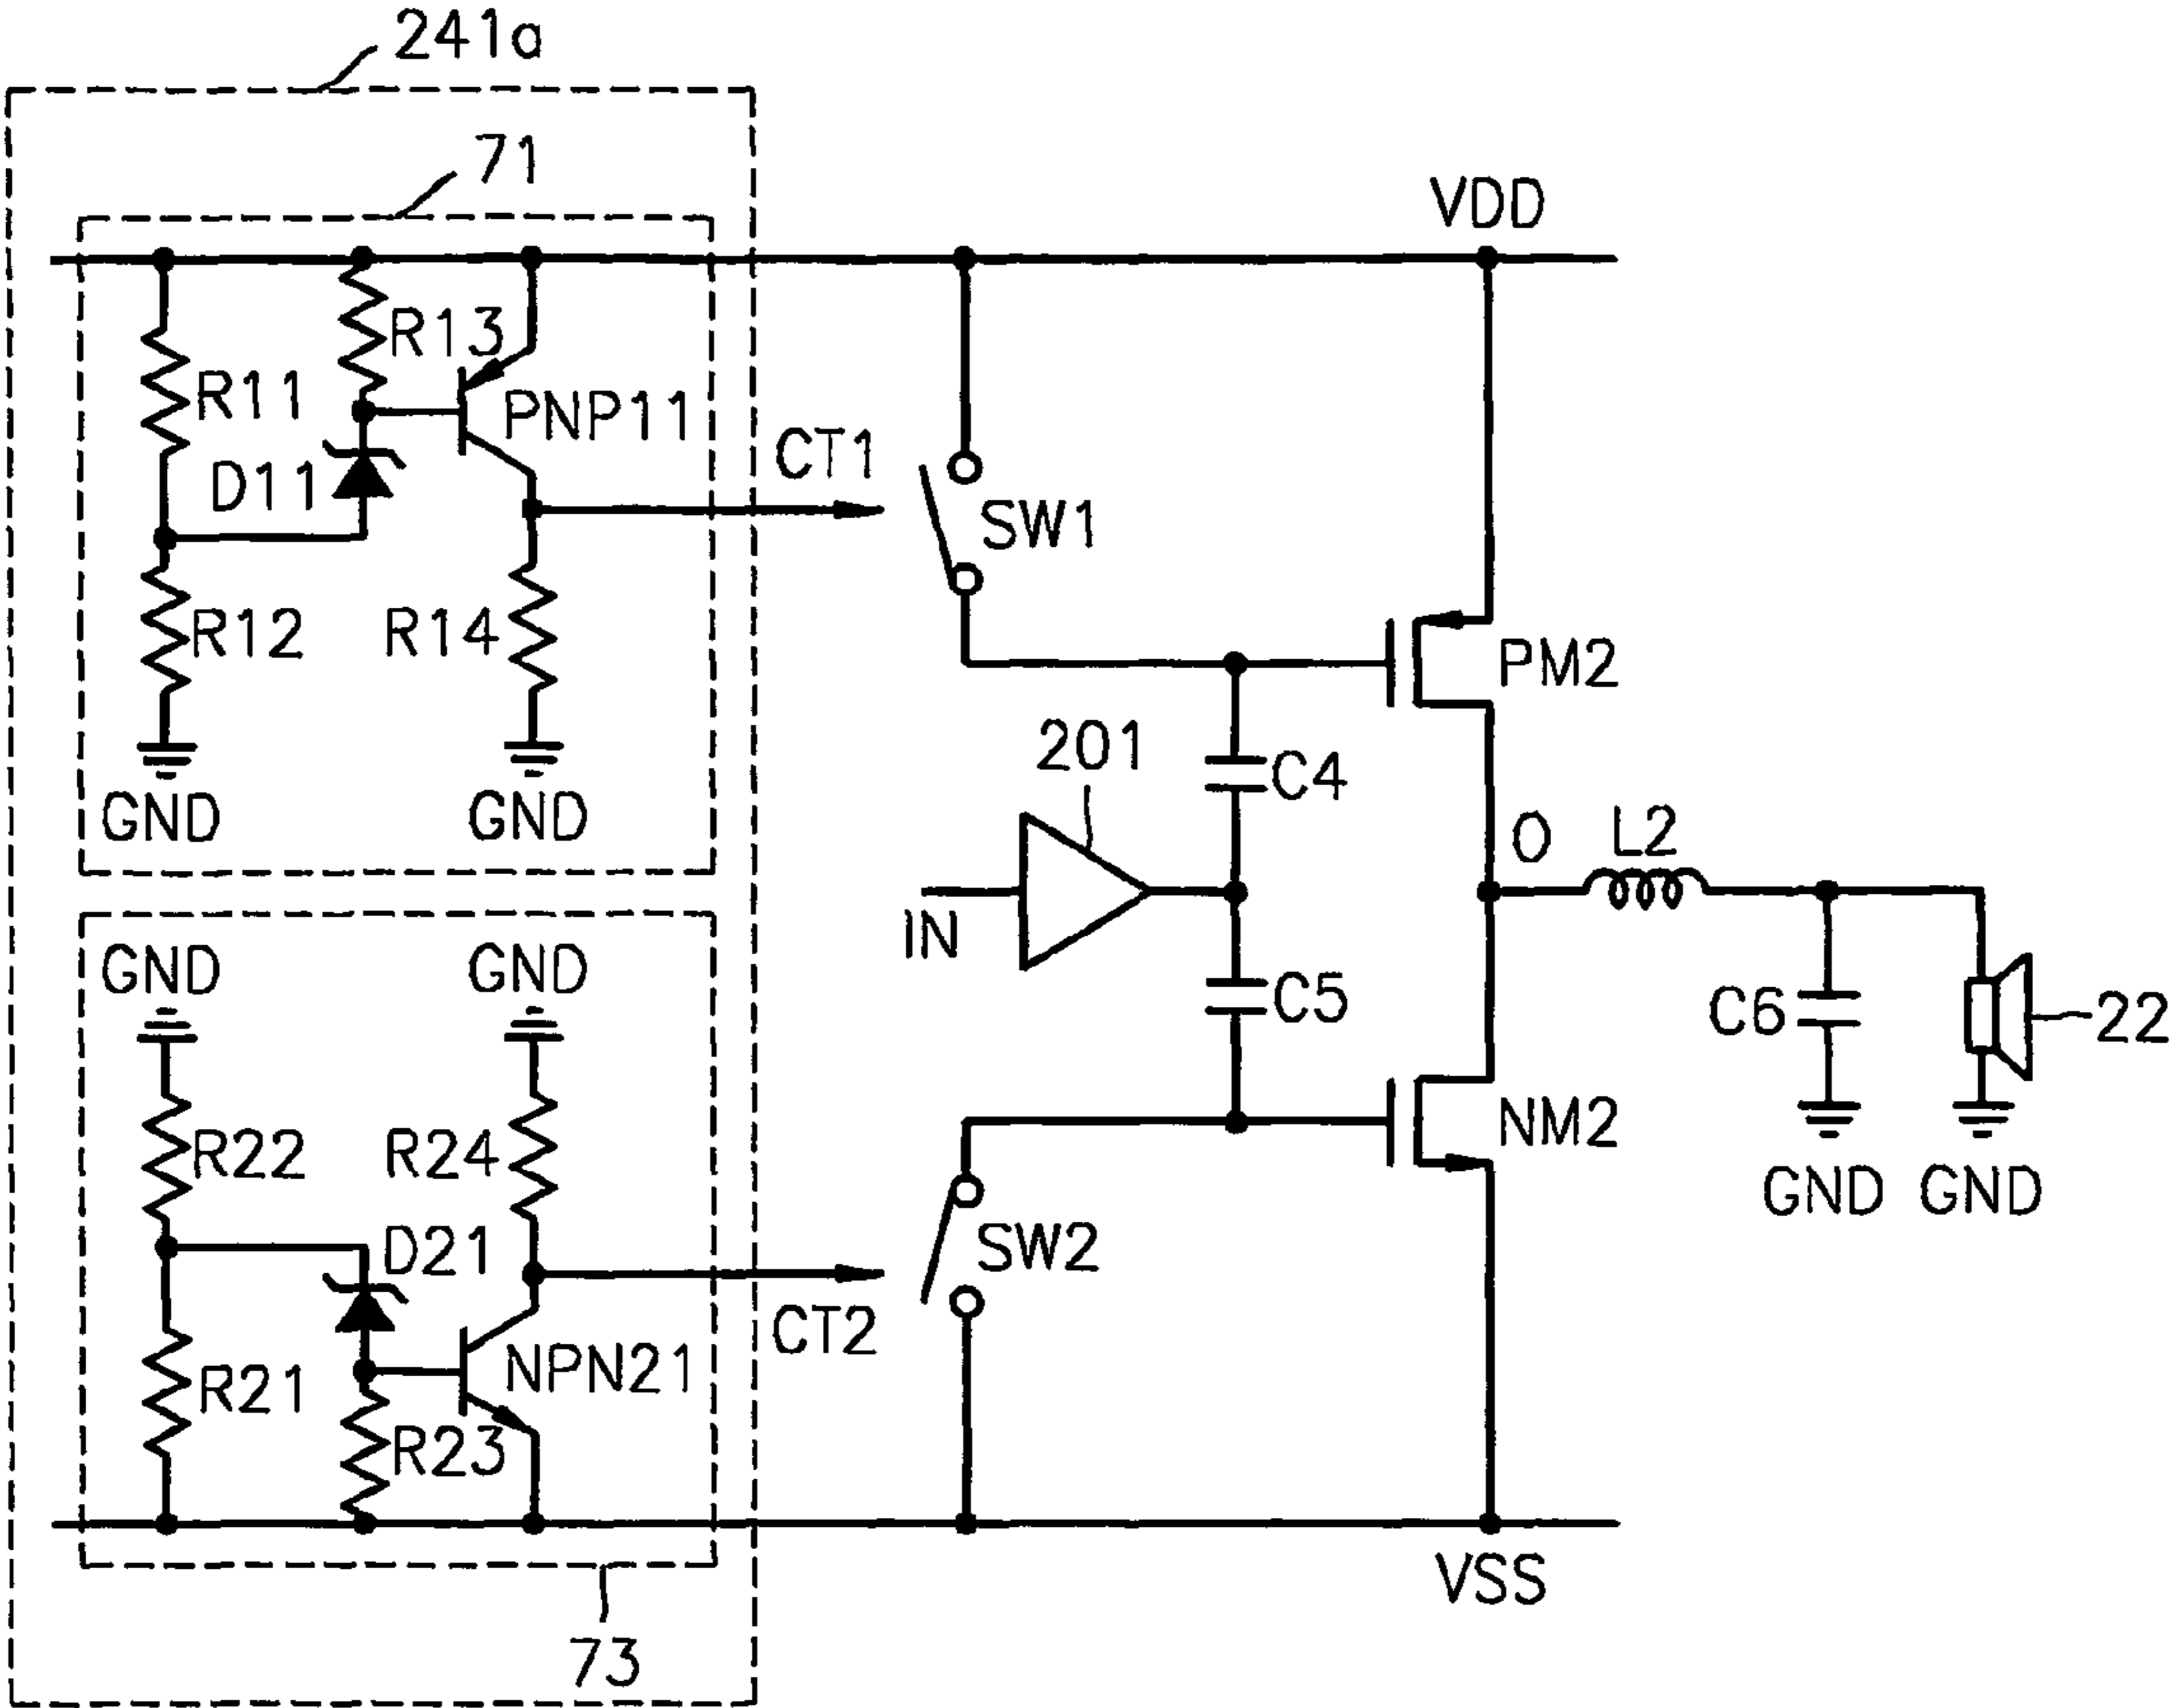 241a
71
VDD
R13
R11
PNP11
CT1
D11
SW1
R12
R14
PM2
201
C4
GND
GND
O
L2
IN
GND
GND
C5
C6
22
R22
R24
NM2
GND
GND
D21
SW2
CT2
NPN21
R21
R23
VSS
73